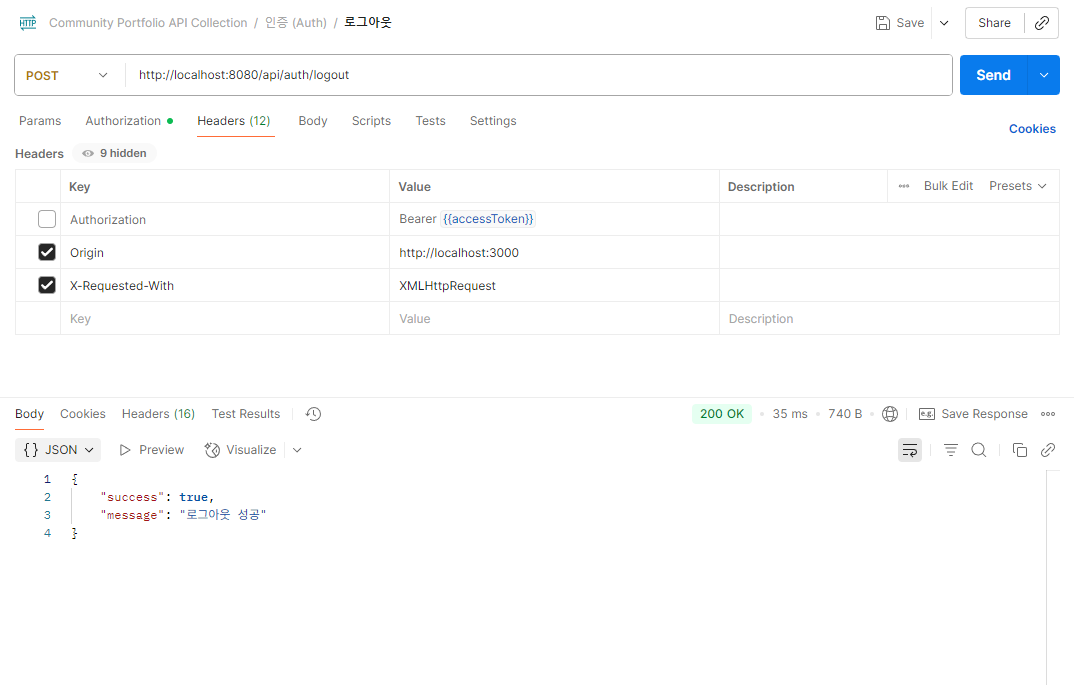 HTTP Community Portfolio API Collection / 인증 (Auth) / 로그아웃 Save Share
POST http://localhost:8080/api/auth/logout Send
Params Authorization Headers (12) Body Scripts Tests Settings Cookies
Headers 9 hidden
Key Value Description Bulk Edit Presets
Authorization Bearer {{accessToken}}
Origin http://localhost:3000
X-Requested-With XMLHttpRequest
Key Value Description
Body Cookies Headers (16) Test Results 200 OK 35 ms 740 B e.g. Save Response
{} JSON Preview Visualize
1 {
2 "success": true,
3 "message": "로그아웃 성공"
4 }